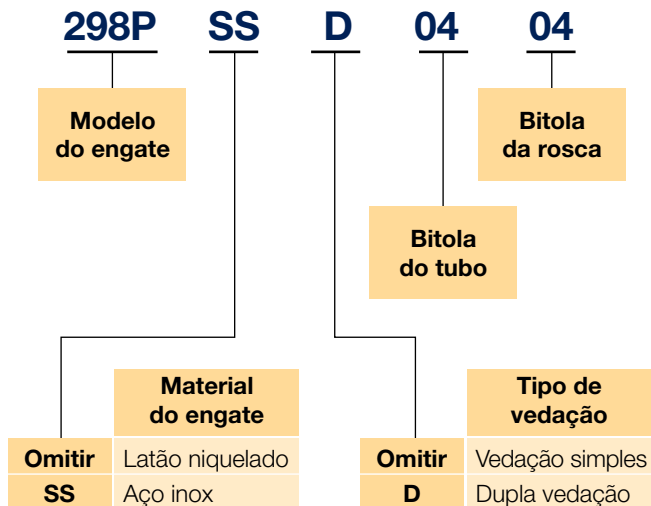 298P SS D 04 04
Modelo
do engate
Bitola
da rosca
Bitola
do tubo
Material
do engate
Omitir Latão niquelado
SS Aço inox
Tipo de
vedação
Omitir Vedação simples
D Dupla vedação